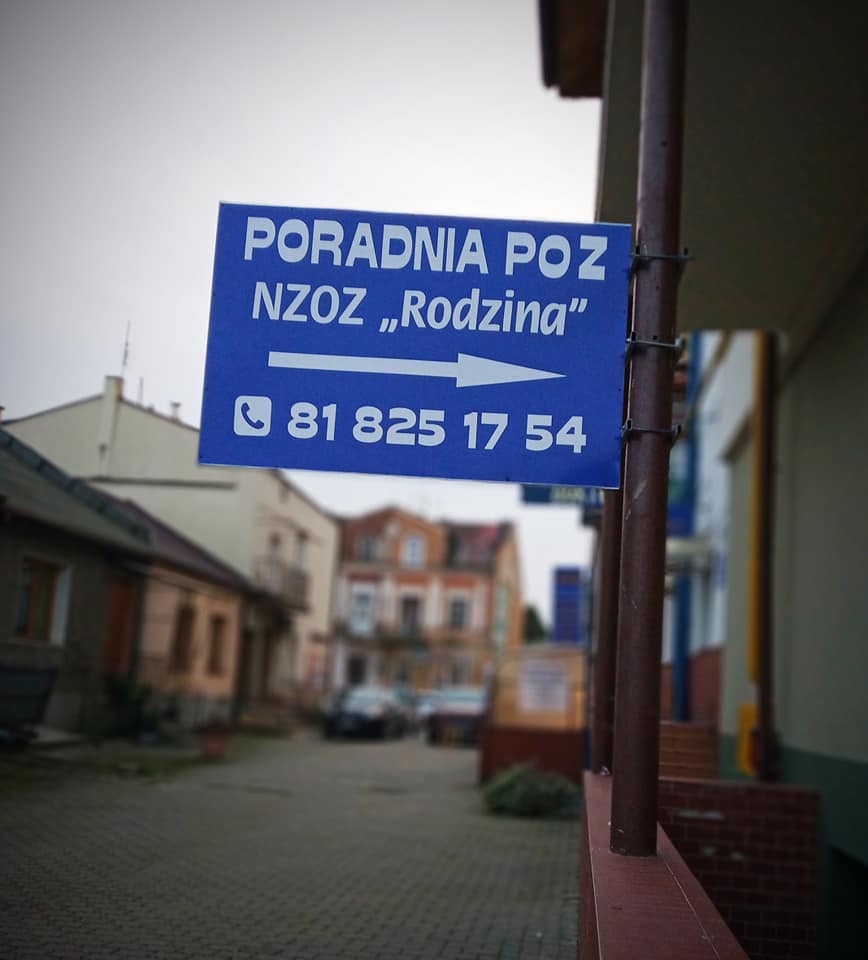 PORADNIA POZ
NZOZ „Rodzina”
81 825 17 54